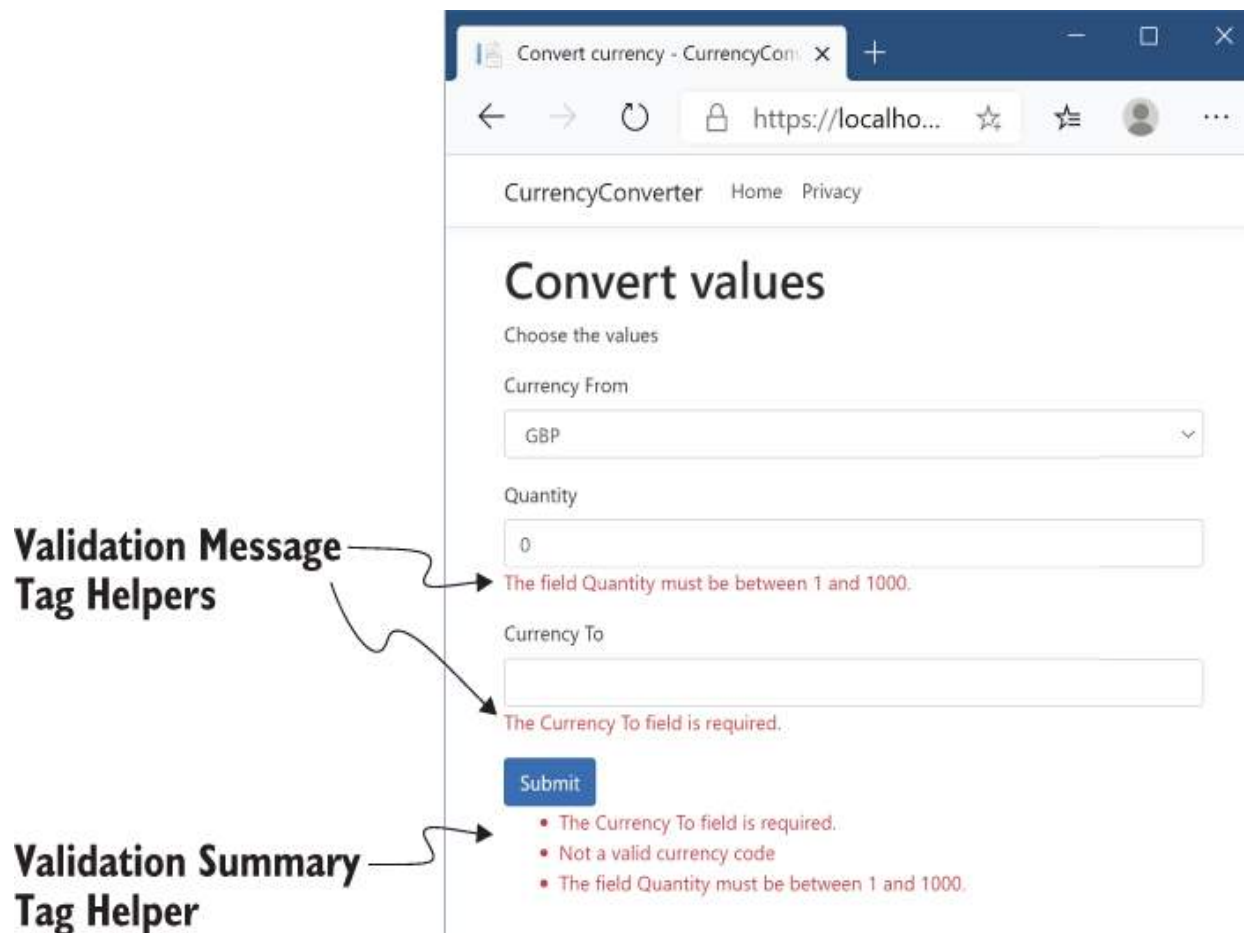 Convert currency - CurrencyCon
https://localho...
CurrencyConverter Home Privacy
Convert values
Choose the values
Currency From
GBP
Quantity
0
Validation Message
Tag Helpers
The field Quantity must be between 1 and 1000.
Currency To
The Currency To field is required.
Submit
Validation Summary
Tag Helper
• The Currency To field is required.
• Not a valid currency code
• The field Quantity must be between 1 and 1000.